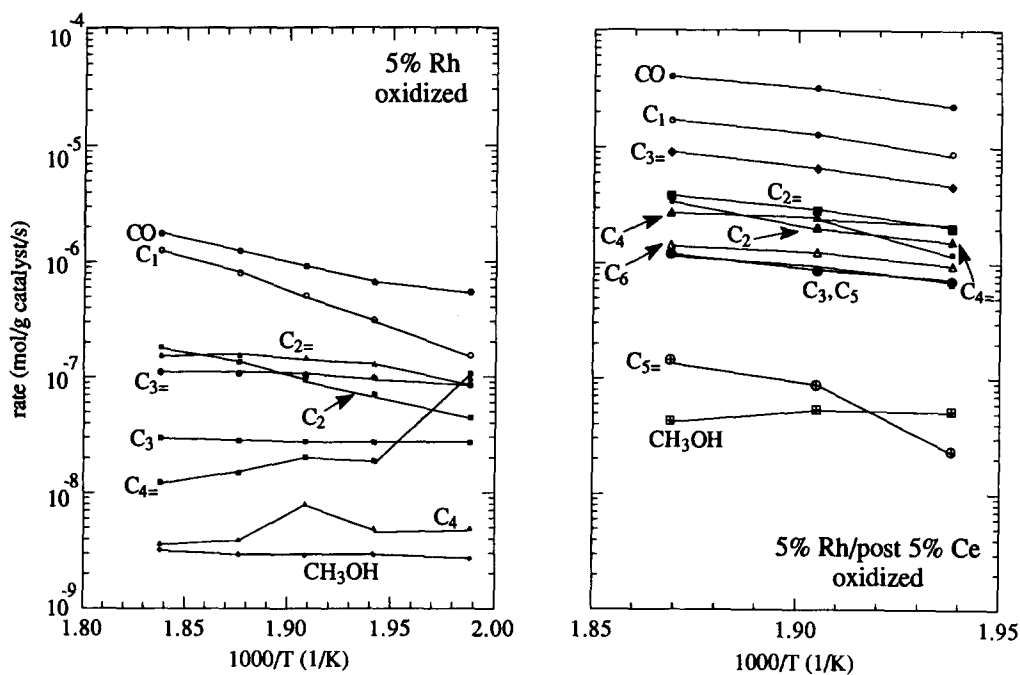 10⁻⁴
10⁻⁵
10⁻⁶
10⁻⁷
10⁻⁸
10⁻⁹
rate (mol/g catalyst/s)
5% Rh
oxidized
CO
C₁
C₂₌
C₃₌
C₂
C₃
C₄₌
C₄
CH₃OH
1.80 1.85 1.90 1.95 2.00
1000/T (1/K)
CO
C₁
C₃₌
C₂₌
C₄
C₂
C₆
C₃,C₅
C₄₌
C₅₌
CH₃OH
5% Rh/post 5% Ce
oxidized
1.85 1.90 1.95
1000/T (1/K)